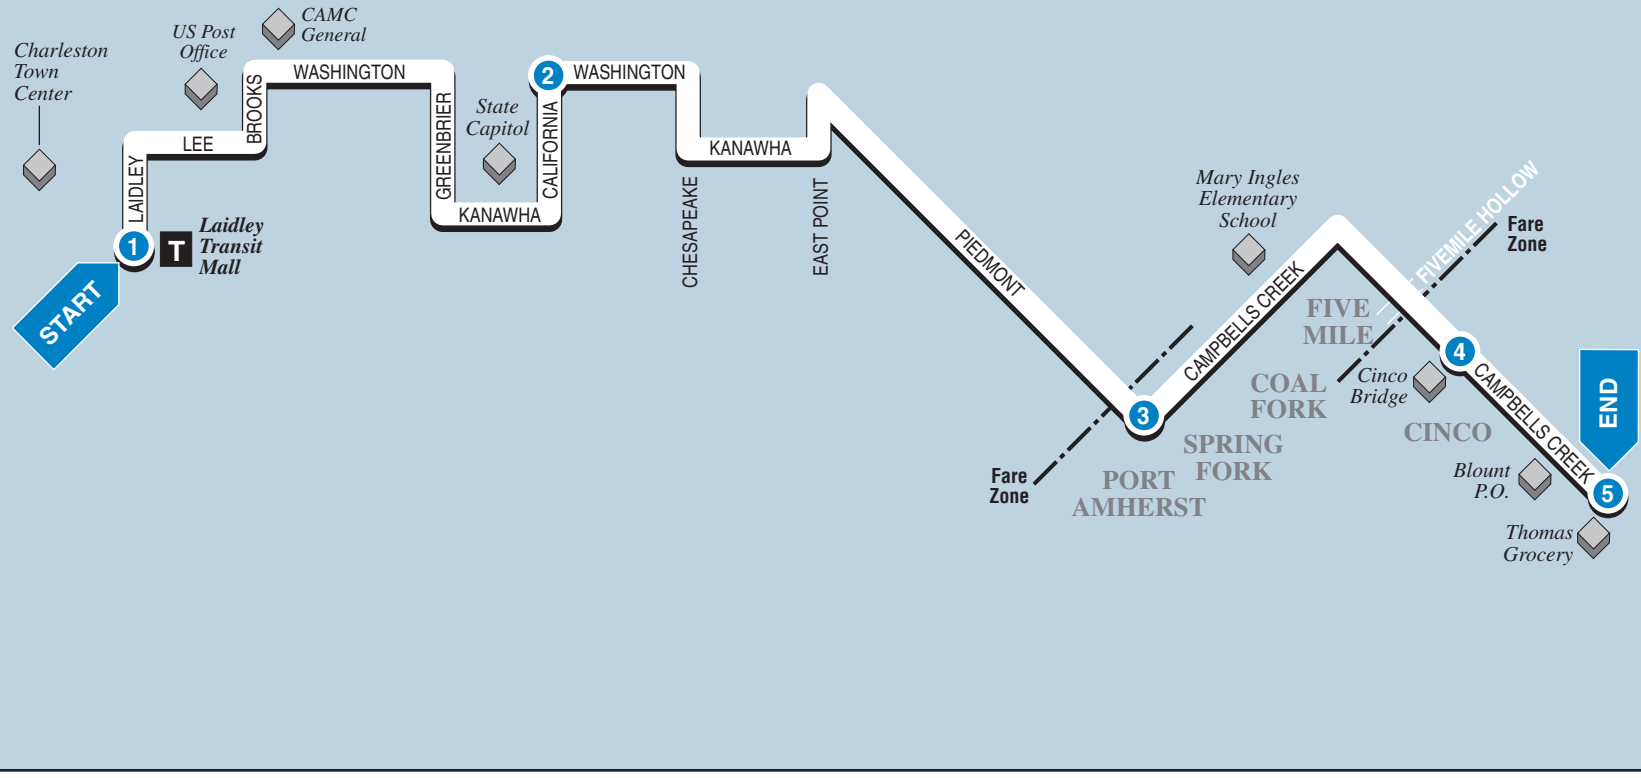 Charleston
Town
Center
US Post
Office
CAMC
General
START
1
T
Laidley
Transit
Mall
LAIDLEY
LEE
BROOKS
WASHINGTON
GREENBRIER
State
Capitol
KANAWHA
CALIFORNIA
2
WASHINGTON
CHESAPEAKE
KANAWHA
EAST POINT
PIEDMONT
Fare
Zone
3
PORT
AMHERST
SPRING
FORK
CAMPBELLS CREEK
Mary Ingles
Elementary
School
COAL
FORK
FIVE
MILE
FIVEMILE HOLLOW
Fare
Zone
4
Cinco
Bridge
CINCO
CAMPBELLS CREEK
Blount
P.O.
END
5
Thomas
Grocery